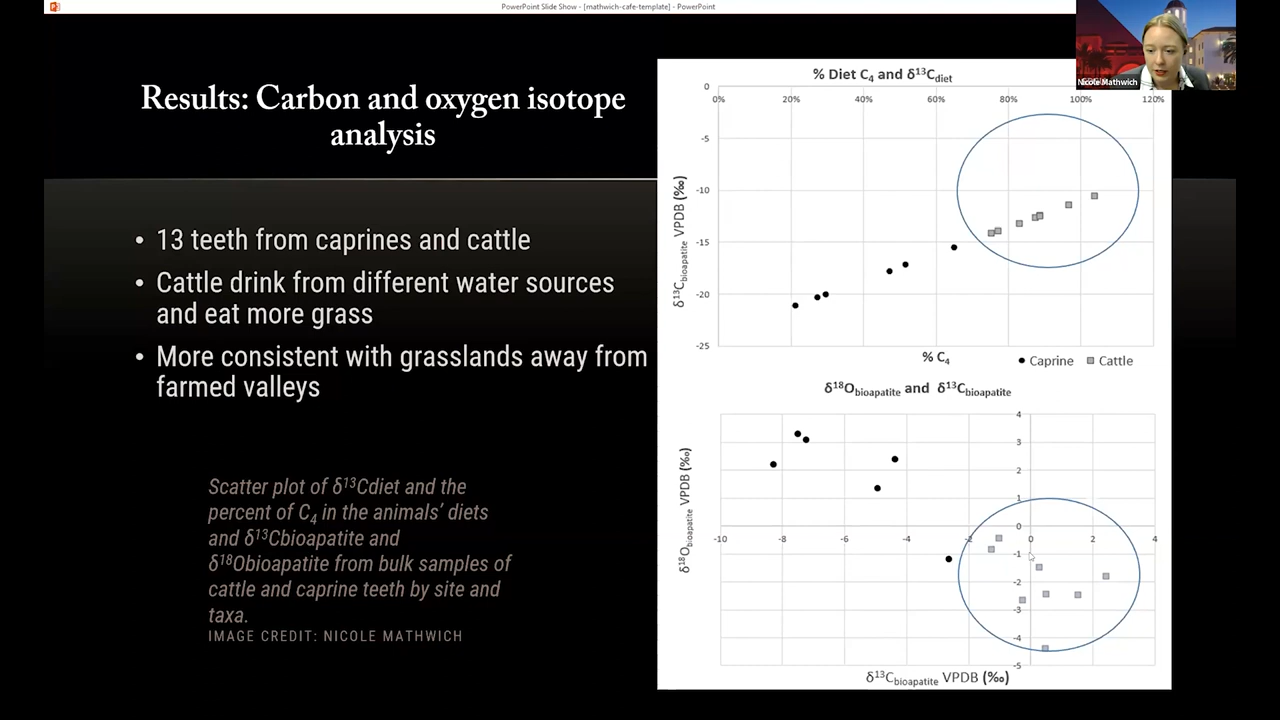 PowerPoint Slide Show - [mathwich-cafe-template] - PowerPoint
Nicole Mathwich
Results: Carbon and oxygen isotope
analysis
• 13 teeth from caprines and cattle
• Cattle drink from different water sources
and eat more grass
• More consistent with grasslands away from
farmed valleys
Scatter plot of δ¹³Cdiet and the
percent of C₄ in the animals’ diets
and δ¹³Cbioapatite and
δ¹⁸Obioapatite from bulk samples of
cattle and caprine teeth by site and
taxa.
IMAGE CREDIT: NICOLE MATHWICH
% Diet C₄ and δ¹³Cdiet
0% 20% 40% 60% 80% 100% 120%
0
-5
-10
-15
-20
-25
δ¹³Cbioapatite VPDB (‰)
% C₄
Caprine Cattle
δ¹⁸Obioapatite and δ¹³Cbioapatite
4
3
2
1
0
-10 -8 -6 -4 -2 0 2 4
-1
-2
-3
-4
-5
δ¹⁸Obioapatite VPDB (‰)
δ¹³Cbioapatite VPDB (‰)